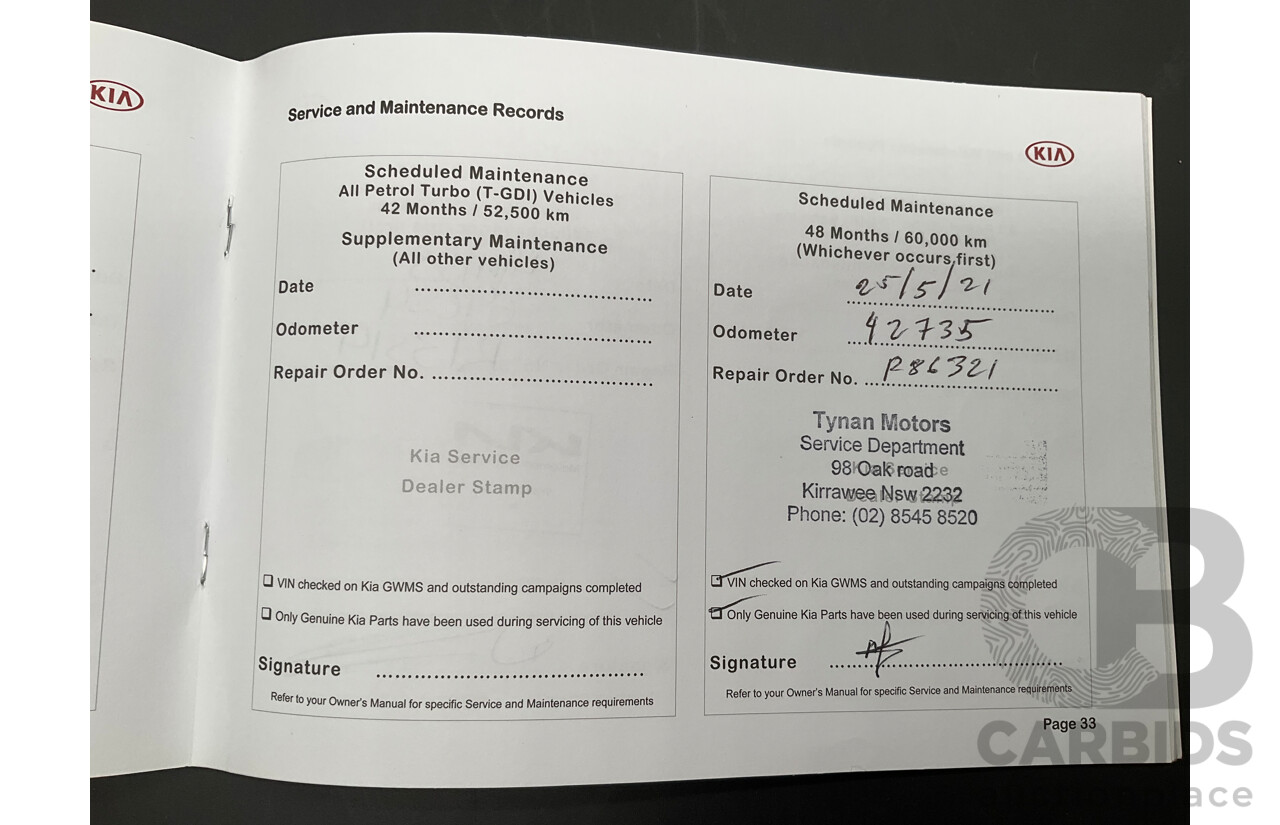 KIA
Service and Maintenance Records
KIA
Scheduled Maintenance
All Petrol Turbo (T-GDI) Vehicles
42 Months / 52,500 km
Supplementary Maintenance
(All other vehicles)
Date
Odometer
Repair Order No.
Kia Service
Dealer Stamp
VIN checked on Kia GWMS and outstanding campaigns completed
Only Genuine Kia Parts have been used during servicing of this vehicle
Signature
Refer to your Owner's Manual for specific Service and Maintenance requirements
Scheduled Maintenance
48 Months / 60,000 km
(Whichever occurs first)
Date 25/5/21
Odometer 42735
Repair Order No. R86321
Tynan Motors
Service Department
98 Oak road
Kirrawee Nsw 2232
Phone: (02) 8545 8520
VIN checked on Kia GWMS and outstanding campaigns completed
Only Genuine Kia Parts have been used during servicing of this vehicle
Signature
Refer to your Owner's Manual for specific Service and Maintenance requirements
Page 33
CB
CARBIDS